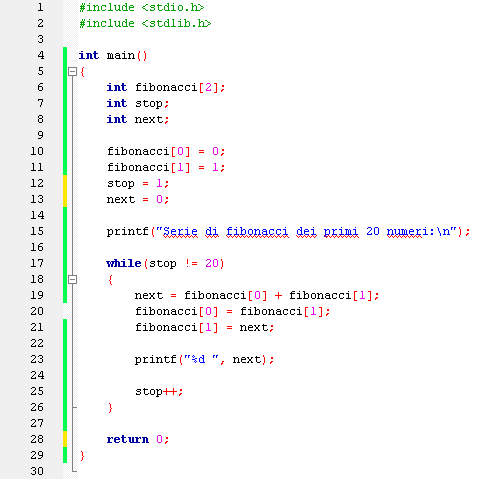 1 #include <stdio.h>
2 #include <stdlib.h>
3
4 int main()
5 {
6 int fibonacci[2];
7 int stop;
8 int next;
9
10 fibonacci[0] = 0;
11 fibonacci[1] = 1;
12 stop = 1;
13 next = 0;
14
15 printf("Serie di fibonacci dei primi 20 numeri:\n");
16
17 while(stop != 20)
18 {
19 next = fibonacci[0] + fibonacci[1];
20 fibonacci[0] = fibonacci[1];
21 fibonacci[1] = next;
22
23 printf("%d ", next);
24
25 stop++;
26 }
27
28 return 0;
29 }
30